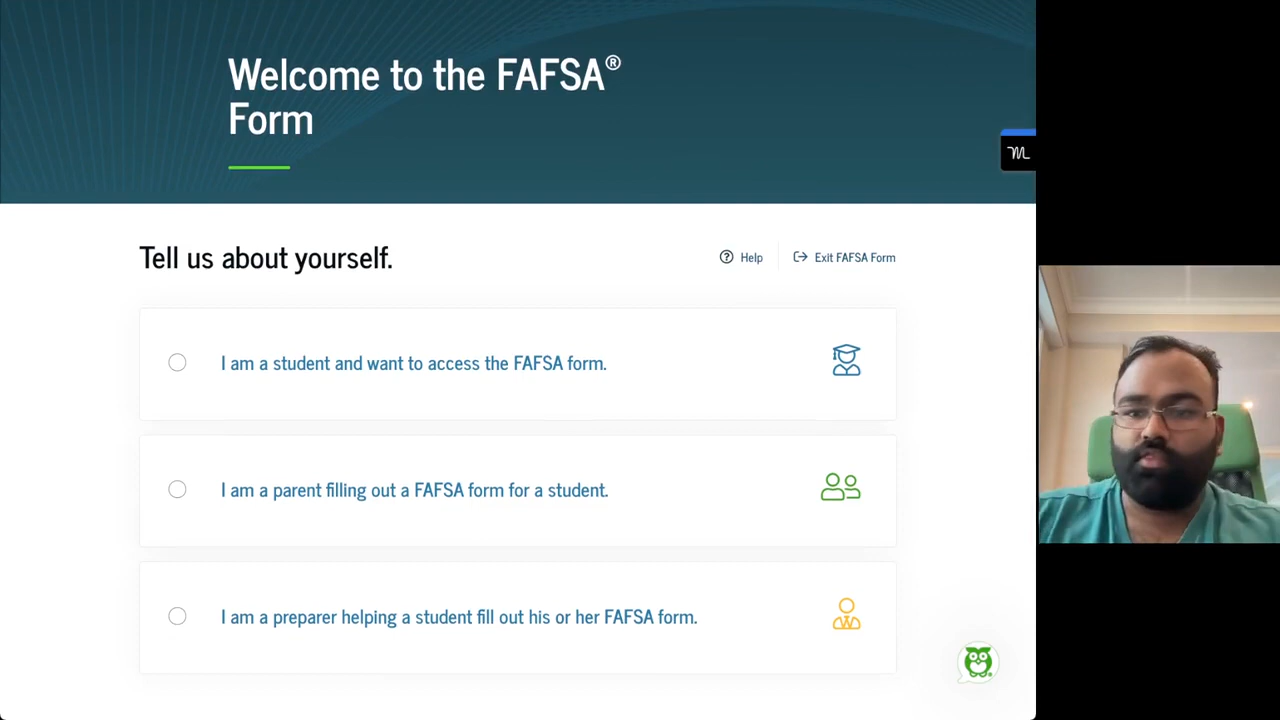 Welcome to the FAFSA®
Form
Tell us about yourself.
Help
Exit FAFSA Form
I am a student and want to access the FAFSA form.
I am a parent filling out a FAFSA form for a student.
I am a preparer helping a student fill out his or her FAFSA form.